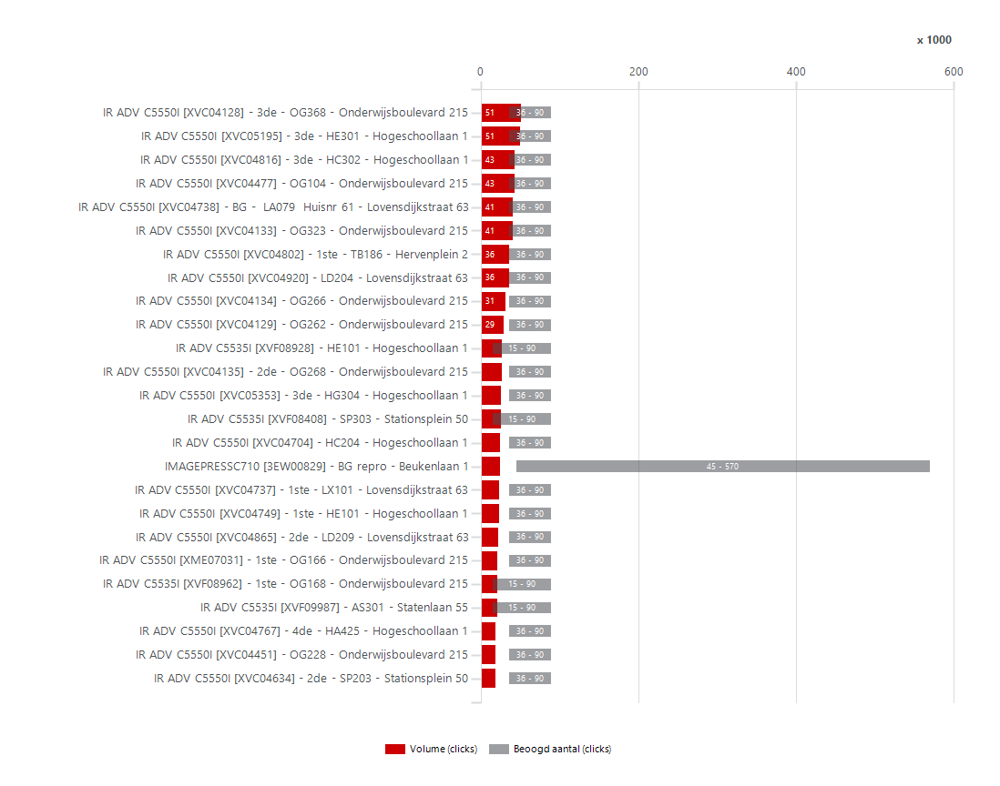 x 1000
0 200 400 600
IR ADV C5550I [XVC04128] - 3de - OG368 - Onderwijsboulevard 215 51 36 - 90
IR ADV C5550I [XVC05195] - 3de - HE301 - Hogeschoollaan 1 51 36 - 90
IR ADV C5550I [XVC04816] - 3de - HC302 - Hogeschoollaan 1 43 36 - 90
IR ADV C5550I [XVC04477] - OG104 - Onderwijsboulevard 215 43 36 - 90
IR ADV C5550I [XVC04738] - BG - LA079 Huisnr 61 - Lovensdijkstraat 63 41 36 - 90
IR ADV C5550I [XVC04133] - OG323 - Onderwijsboulevard 215 41 36 - 90
IR ADV C5550I [XVC04802] - 1ste - TB186 - Hervenplein 2 36 36 - 90
IR ADV C5550I [XVC04920] - LD204 - Lovensdijkstraat 63 36 36 - 90
IR ADV C5550I [XVC04134] - OG266 - Onderwijsboulevard 215 31 36 - 90
IR ADV C5550I [XVC04129] - OG262 - Onderwijsboulevard 215 29 36 - 90
IR ADV C5535I [XVF08928] - HE101 - Hogeschoollaan 1 15 - 90
IR ADV C5550I [XVC04135] - 2de - OG268 - Onderwijsboulevard 215 36 - 90
IR ADV C5550I [XVC05353] - 3de - HG304 - Hogeschoollaan 1 36 - 90
IR ADV C5535I [XVF08408] - SP303 - Stationsplein 50 15 - 90
IR ADV C5550I [XVC04704] - HC204 - Hogeschoollaan 1 36 - 90
IMAGEPRESSC710 [3EW00829] - BG repro - Beukenlaan 1 45 - 570
IR ADV C5550I [XVC04737] - 1ste - LX101 - Lovensdijkstraat 63 36 - 90
IR ADV C5550I [XVC04749] - 1ste - HE101 - Hogeschoollaan 1 36 - 90
IR ADV C5550I [XVC04865] - 2de - LD209 - Lovensdijkstraat 63 36 - 90
IR ADV C5550I [XME07031] - 1ste - OG166 - Onderwijsboulevard 215 36 - 90
IR ADV C5535I [XVF08962] - 1ste - OG168 - Onderwijsboulevard 215 15 - 90
IR ADV C5535I [XVF09987] - AS301 - Statenlaan 55 15 - 90
IR ADV C5550I [XVC04767] - 4de - HA425 - Hogeschoollaan 1 36 - 90
IR ADV C5550I [XVC04451] - OG228 - Onderwijsboulevard 215 36 - 90
IR ADV C5550I [XVC04634] - 2de - SP203 - Stationsplein 50 36 - 90
Volume (clicks) Beoogd aantal (clicks)